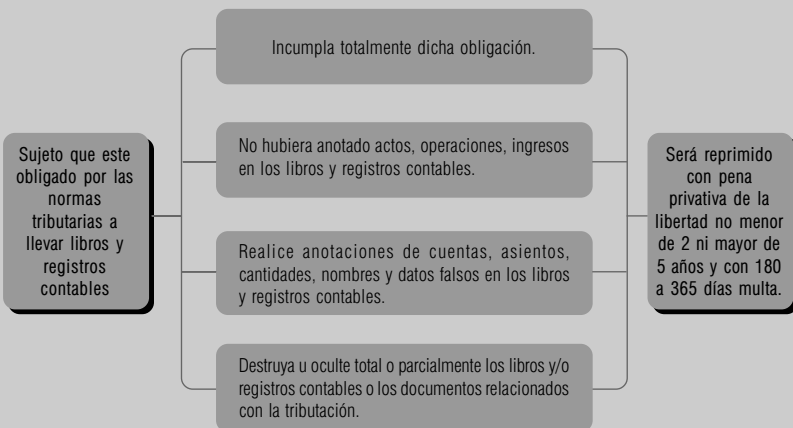 Sujeto que este
obligado por las
normas
tributarias a
llevar libros y
registros
contables
Incumpla totalmente dicha obligación.
No hubiera anotado actos, operaciones, ingresos
en los libros y registros contables.
Realice anotaciones de cuentas, asientos,
cantidades, nombres y datos falsos en los libros
y registros contables.
Destruya u oculte total o parcialmente los libros y/o
registros contables o los documentos relacionados
con la tributación.
Será reprimido
con pena
privativa de la
libertad no menor
de 2 ni mayor de
5 años y con 180
a 365 días multa.